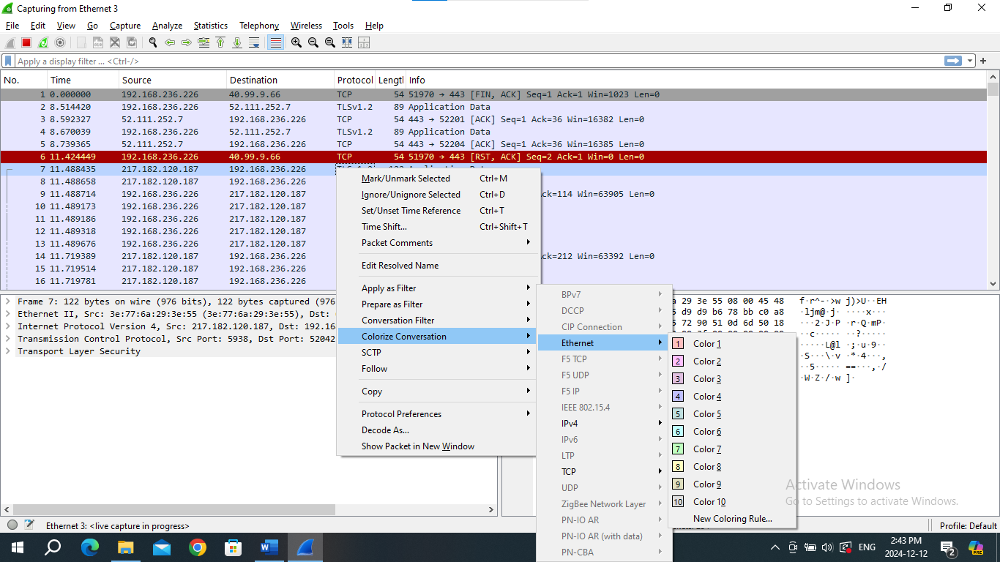 Capturing from Ethernet 3
File Edit View Go Capture Analyze Statistics Telephony Wireless Tools Help
Apply a display filter ... <Ctrl-/>
No. Time Source Destination Protocol Lengtl Info
1 0.000000 192.168.236.226 40.99.9.66 TCP 54 51970 → 443 [FIN, ACK] Seq=1 Ack=1 Win=1023 Len=0
2 8.514420 192.168.236.226 52.111.252.7 TLSv1.2 89 Application Data
3 8.592327 52.111.252.7 192.168.236.226 TCP 54 443 → 52201 [ACK] Seq=1 Ack=36 Win=16382 Len=0
4 8.670039 192.168.236.226 52.111.252.7 TLSv1.2 89 Application Data
5 8.739365 52.111.252.7 192.168.236.226 TCP 54 443 → 52204 [ACK] Seq=1 Ack=36 Win=16385 Len=0
6 11.424449 192.168.236.226 40.99.9.66 TCP 54 51970 → 443 [RST, ACK] Seq=2 Ack=1 Win=0 Len=0
7 11.488435 217.182.120.187 192.168.236.226
8 11.488658 192.168.236.226 217.182.120.187
9 11.488714 192.168.236.226 217.182.120.187 ck=114 Win=63905 Len=0
10 11.489173 192.168.236.226 217.182.120.187
11 11.489186 192.168.236.226 217.182.120.187
12 11.489318 192.168.236.226 217.182.120.187
13 11.489676 192.168.236.226 217.182.120.187
14 11.719389 217.182.120.187 192.168.236.226 ck=212 Win=63392 Len=0
15 11.719514 217.182.120.187 192.168.236.226
16 11.719781 217.182.120.187 192.168.236.226
Mark/Unmark Selected Ctrl+M
Ignore/Unignore Selected Ctrl+D
Set/Unset Time Reference Ctrl+T
Time Shift... Ctrl+Shift+T
Packet Comments
Edit Resolved Name
Apply as Filter
Prepare as Filter
Conversation Filter
Colorize Conversation
SCTP
Follow
Copy
Protocol Preferences
Decode As...
Show Packet in New Window
BPv7
DCCP
CIP Connection
Ethernet
F5 TCP
F5 UDP
F5 IP
IEEE 802.15.4
IPv4
IPv6
LTP
TCP
UDP
ZigBee Network Layer
PN-IO AR
PN-IO AR (with data)
PN-CBA
1 Color 1
2 Color 2
3 Color 3
4 Color 4
5 Color 5
6 Color 6
7 Color 7
8 Color 8
9 Color 9
10 Color 10
New Coloring Rule...
Frame 7: 122 bytes on wire (976 bits), 122 bytes captured (976
Ethernet II, Src: 3e:77:6a:29:3e:55 (3e:77:6a:29:3e:55), Dst:
Internet Protocol Version 4, Src: 217.182.120.187, Dst: 192.16
Transmission Control Protocol, Src Port: 5938, Dst Port: 52042
Transport Layer Security
a 29 3e 55 08 00 45 48 f·r^-·>w j)>U··EH
5 d9 d9 b6 78 bb c0 a8 ·ljm@·j· ····x···
5 72 90 51 0d 6d 50 18 ···2·J·P ·r·Q·mP·
·c······ ··?·····
·····L@l ·;·u·9··
·S···\·v ·*·4···,
··5····· ==···,·/
·W·Z·/·w ]·
Activate Windows
Go to Settings to activate Windows.
Ethernet 3: <live capture in progress>
Profile: Default
ENG
2:43 PM
2024-12-12
2
PRE